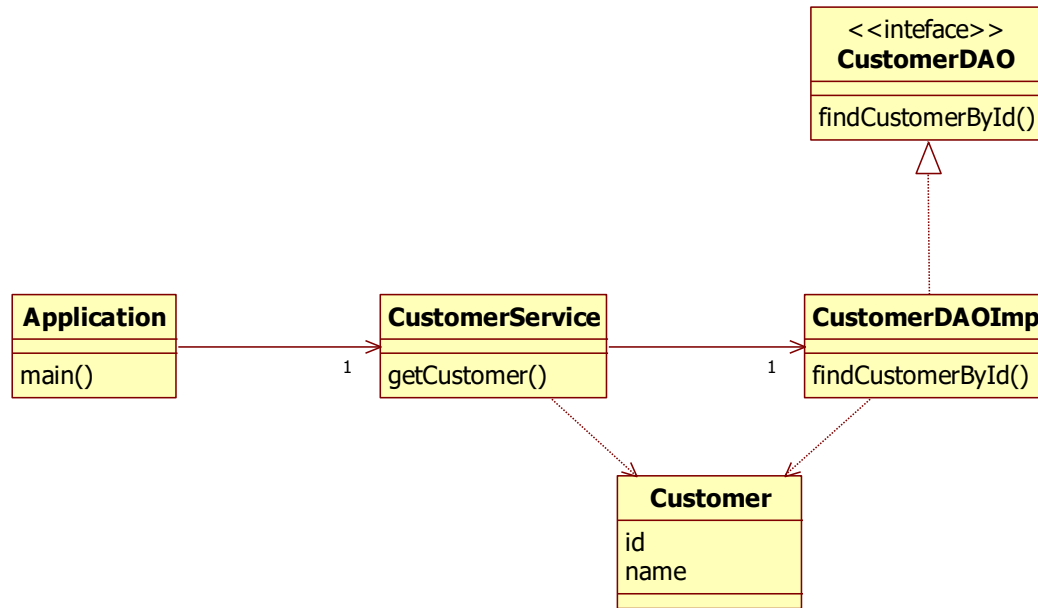 <<inteface>>
CustomerDAO
findCustomerById()
Application
main()
1
CustomerService
getCustomer()
1
CustomerDAOImp
findCustomerById()
Customer
id
name